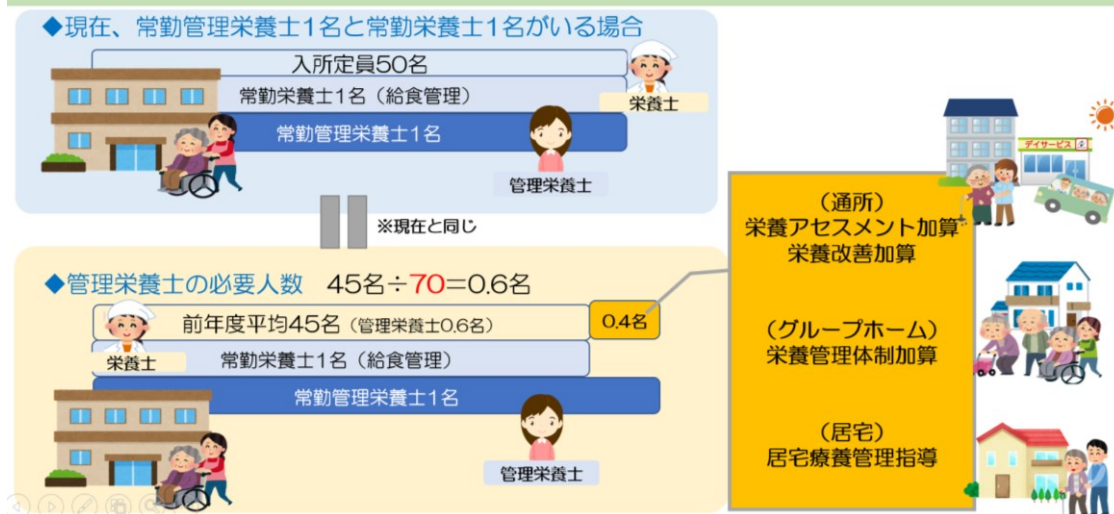 ◆現在、常勤管理栄養士1名と常勤栄養士1名がいる場合
入所定員50名
常勤栄養士1名（給食管理）
栄養士
常勤管理栄養士1名
管理栄養士
※現在と同じ
◆管理栄養士の必要人数 45名÷70=0.6名
前年度平均45名（管理栄養士0.6名）
0.4名
常勤栄養士1名（給食管理）
栄養士
常勤管理栄養士1名
管理栄養士
デイサービス
（通所）
栄養アセスメント加算
栄養改善加算
（グループホーム）
栄養管理体制加算
（居宅）
居宅療養管理指導